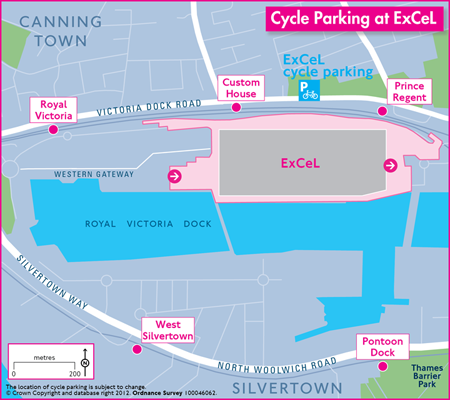 Cycle Parking at ExCeL
CANNING
TOWN
ExCeL
cycle parking
P
Custom
House
Prince
Regent
Royal
Victoria
VICTORIA DOCK ROAD
ExCeL
WESTERN GATEWAY
ROYAL VICTORIA DOCK
SILVERTOWN WAY
West
Silvertown
Pontoon
Dock
NORTH WOOLWICH ROAD
metres
0
200
N
Thames
Barrier
Park
SILVERTOWN
The location of cycle parking is subject to change.
© Crown Copyright and database right 2012. Ordnance Survey 100046062.